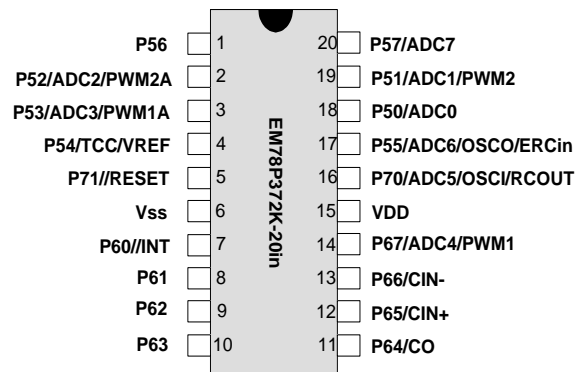 P56 1 20 P57/ADC7
P52/ADC2/PWM2A 2 19 P51/ADC1/PWM2
P53/ADC3/PWM1A 3 18 P50/ADC0
P54/TCC/VREF 4 17 P55/ADC6/OSCO/ERCin
P71//RESET 5 16 P70/ADC5/OSCI/RCOUT
Vss 6 15 VDD
P60//INT 7 14 P67/ADC4/PWM1
P61 8 13 P66/CIN-
P62 9 12 P65/CIN+
P63 10 11 P64/CO
EM78P372K-20in